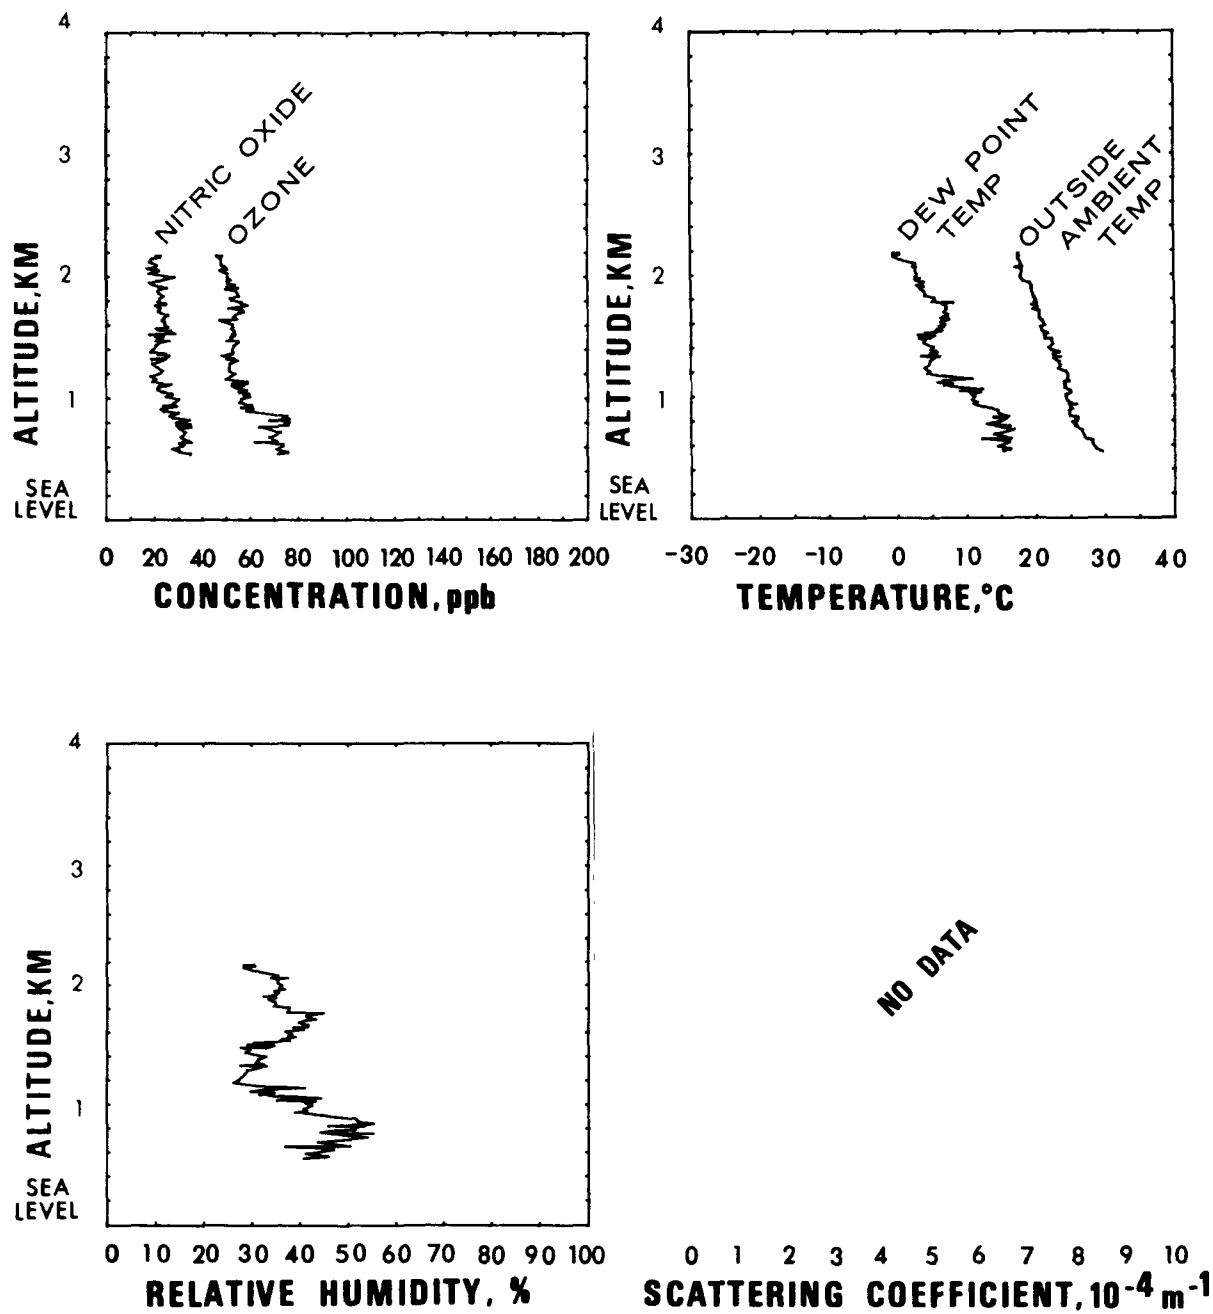 4
3
2
1
ALTITUDE,KM
SEA
LEVEL
NITRIC OXIDE
OZONE
0 20 40 60 80 100 120 140 160 180 200
CONCENTRATION, ppb
4
3
2
1
ALTITUDE,KM
SEA
LEVEL
DEW POINT
TEMP
OUTSIDE
AMBIENT
TEMP
-30 -20 -10 0 10 20 30 40
TEMPERATURE,°C
4
3
2
1
ALTITUDE,KM
SEA
LEVEL
0 10 20 30 40 50 60 70 80 90 100
RELATIVE HUMIDITY, %
NO DATA
0 1 2 3 4 5 6 7 8 9 10
SCATTERING COEFFICIENT, 10⁻⁴ m⁻¹